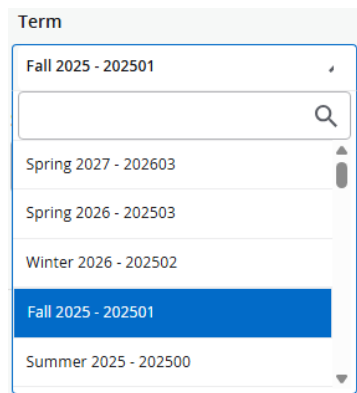 Term
Fall 2025 - 202501
Spring 2027 - 202603
Spring 2026 - 202503
Winter 2026 - 202502
Fall 2025 - 202501
Summer 2025 - 202500